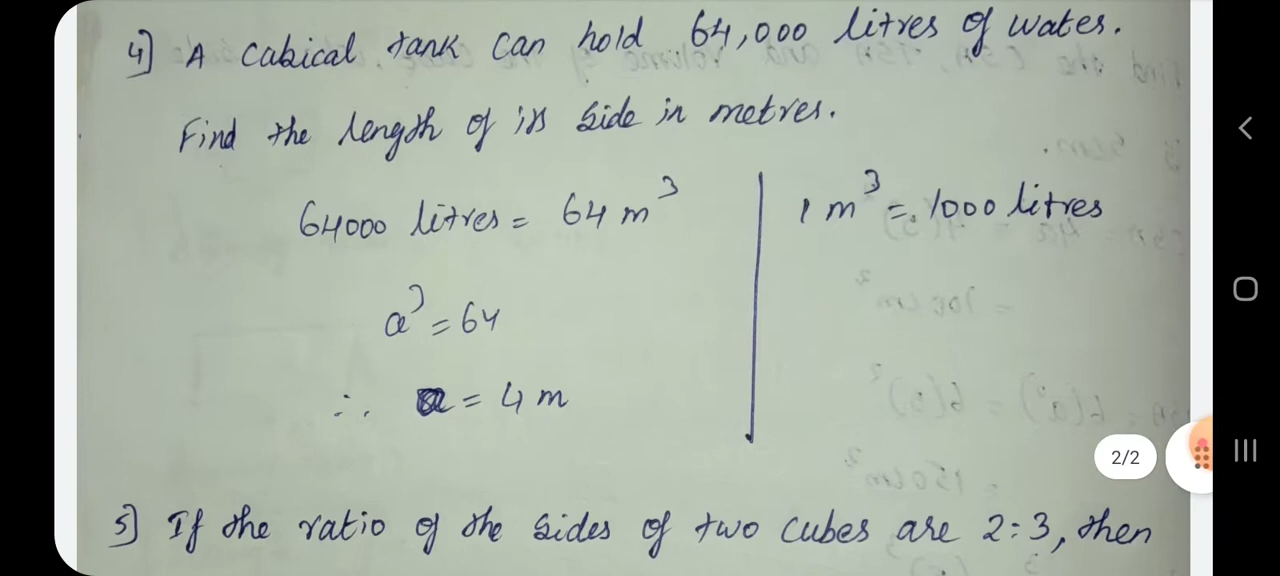 4] A cubical tank can hold 64,000 litres of water.
Find the length of its side in metres.
64000 litres = 64 m³
1 m³ = 1000 litres
a³ = 64
∴ a = 4 m
2/2
5] If the ratio of the sides of two cubes are 2:3, then